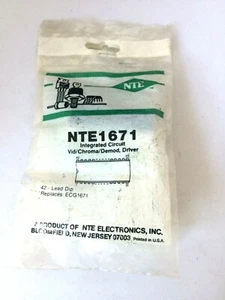 NTE
NTE1671
Integrated Circuit
Vid/Chroma/Demod, Driver
42 - Lead Dip
Replaces ECG1671
A PRODUCT OF NTE ELECTRONICS, INC.
BLOOMFIELD, NEW JERSEY 07003 Printed in U.S.A.